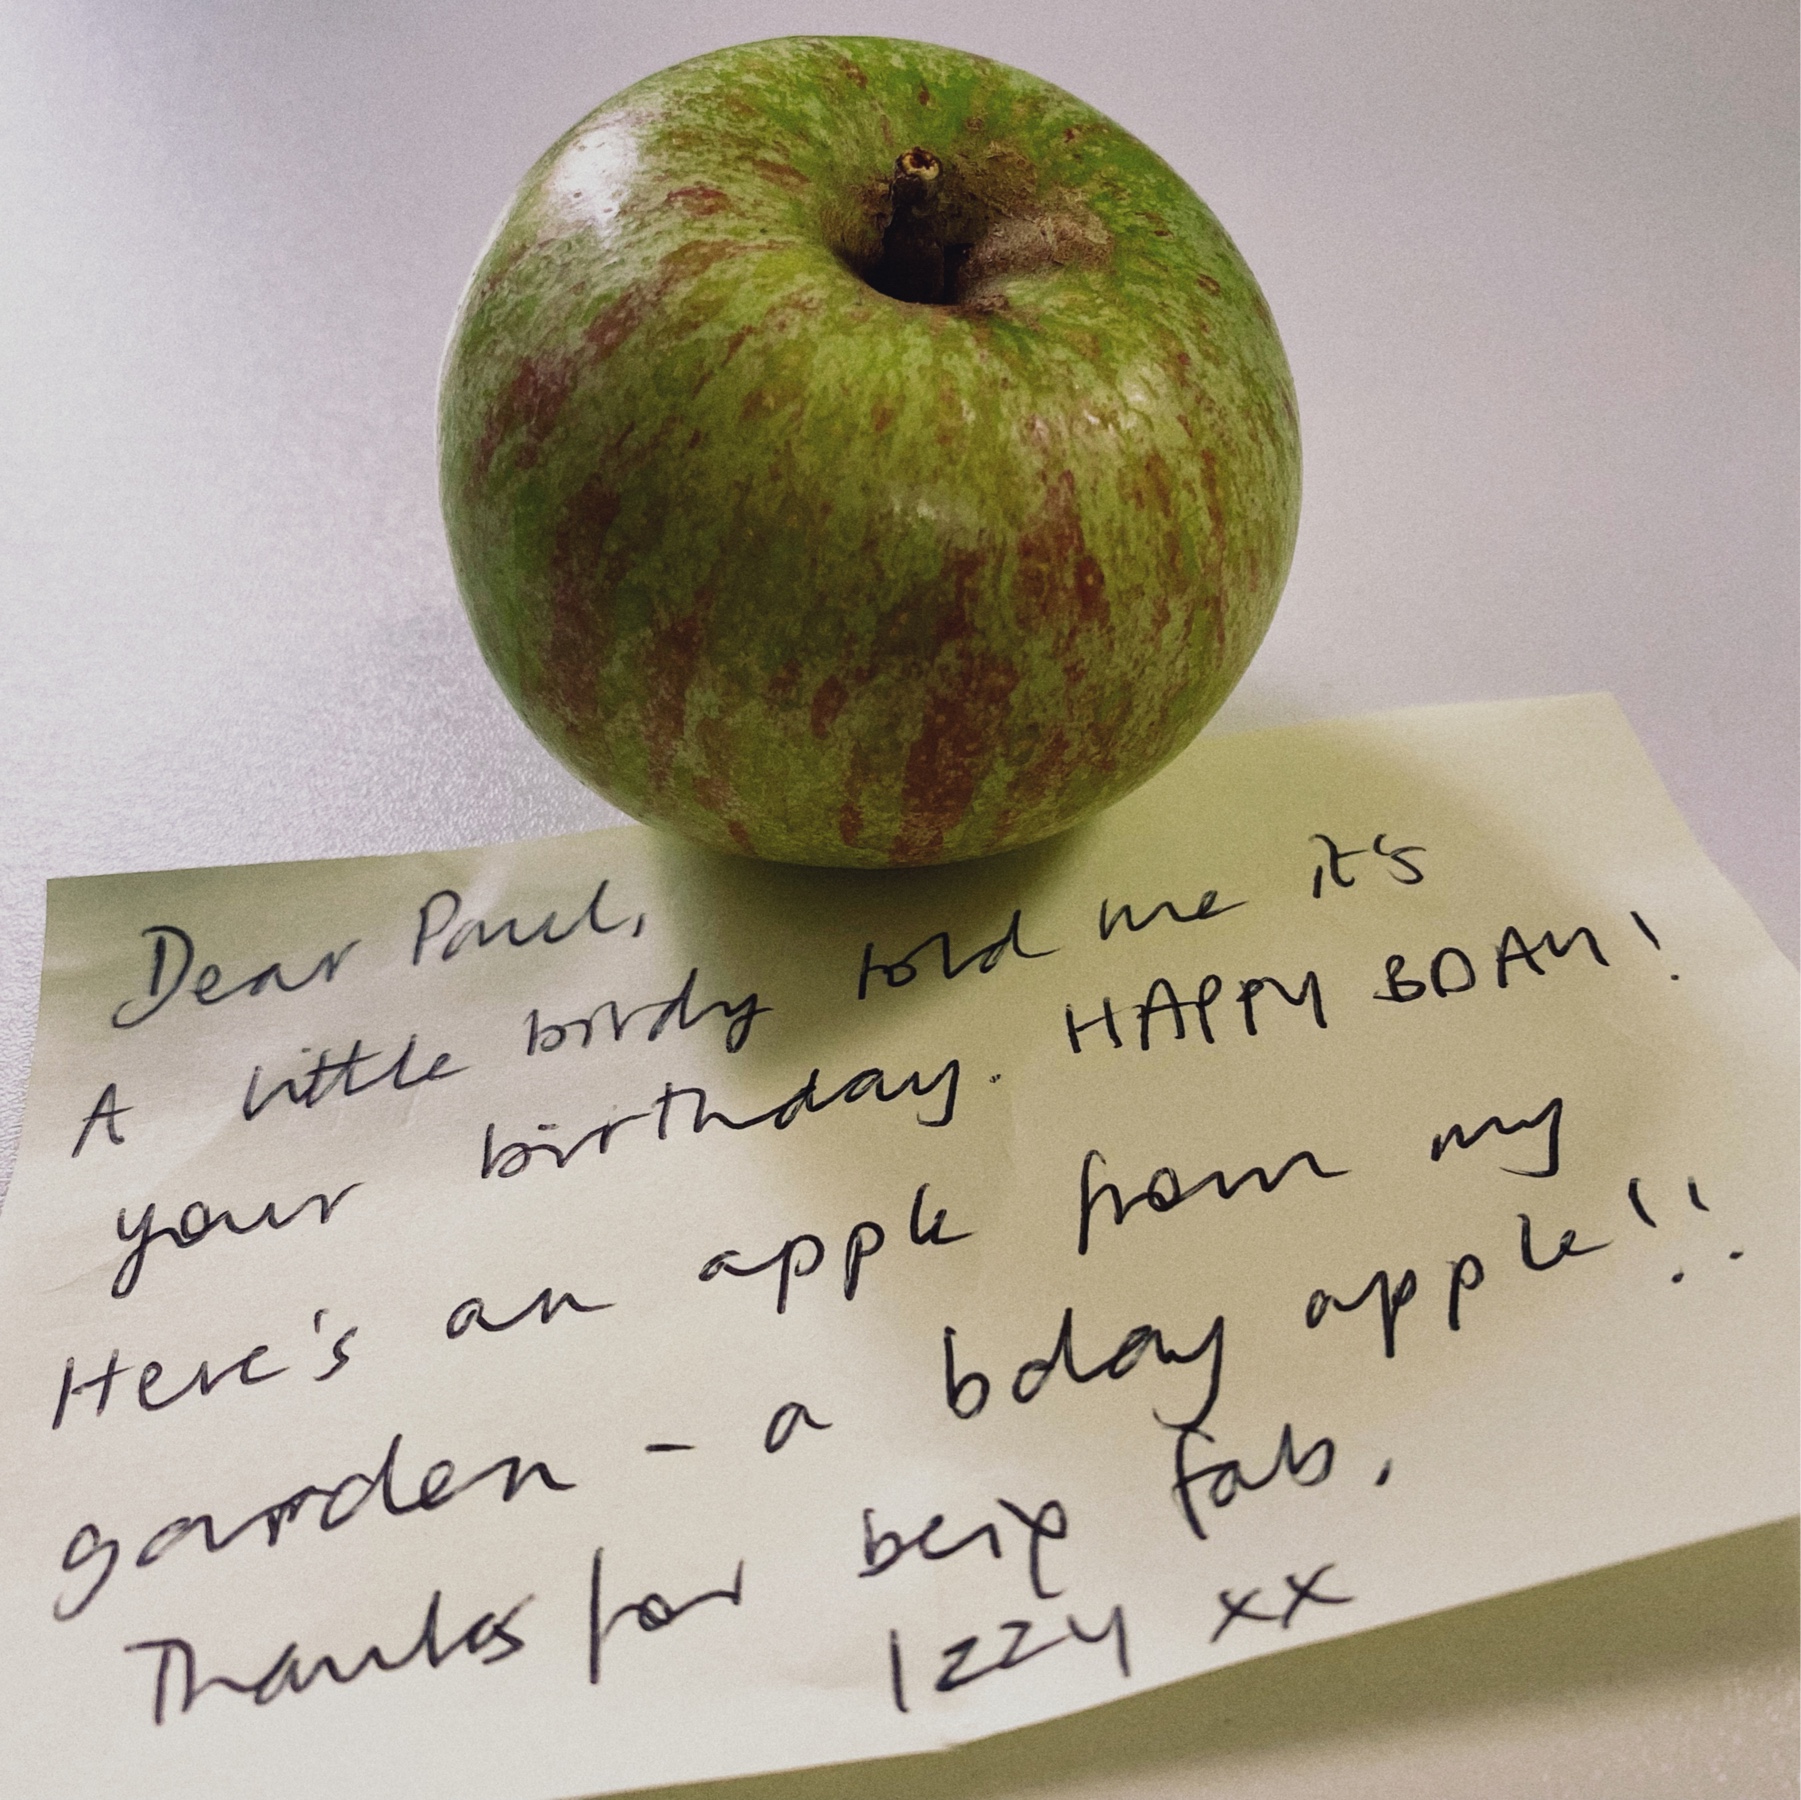 Dear Paul,
A little birdy told me it's
your birthday. HAPPY BDAY!
Here's an apple from my
garden - a bday apple!!
Thanks for being fab.
Izzy xx